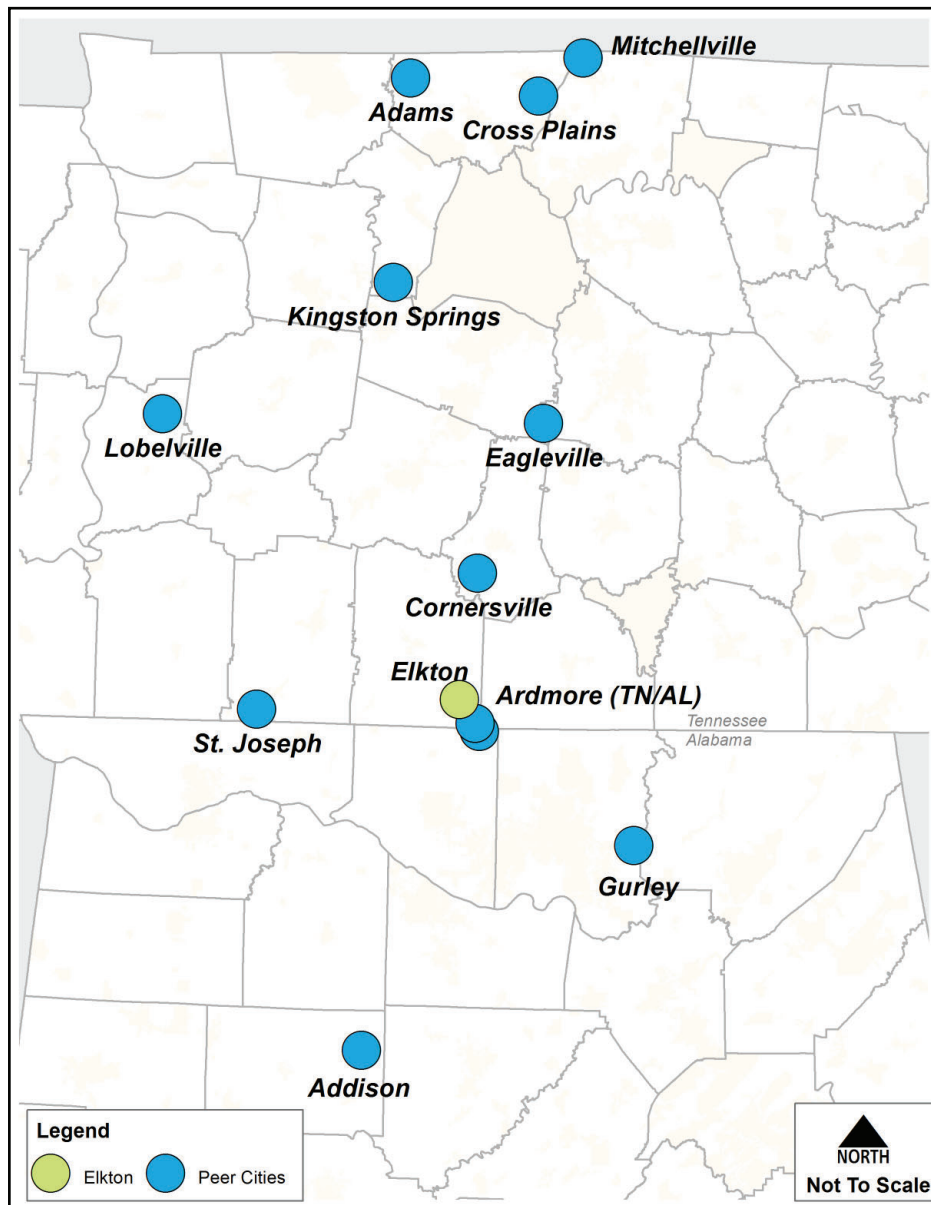 Mitchellville
Adams
Cross Plains
Kingston Springs
Lobelville
Eagleville
Cornersville
Elkton
Ardmore (TN/AL)
St. Joseph
Tennessee
Alabama
Gurley
Addison
Legend
Elkton
Peer Cities
NORTH
Not To Scale